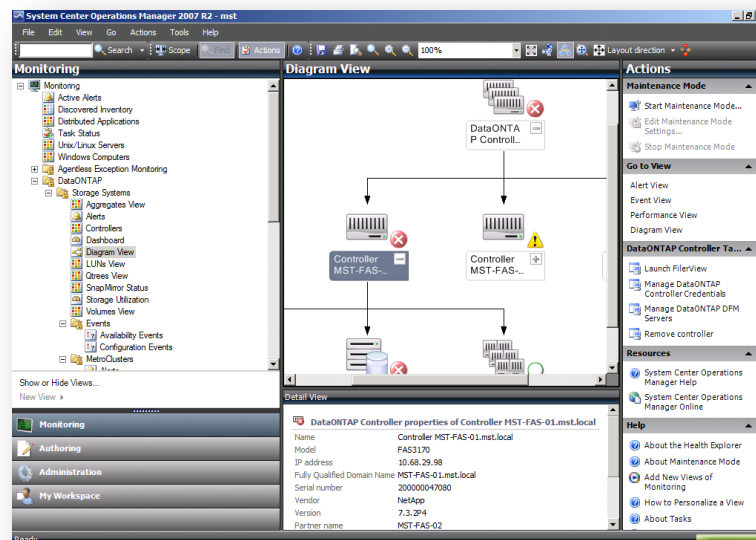 System Center Operations Manager 2007 R2 - mst
File Edit View Go Actions Tools Help
Search Scope Find Actions 100% Layout direction
Monitoring
Monitoring
Active Alerts
Discovered Inventory
Distributed Applications
Task Status
Unix/Linux Servers
Windows Computers
Agentless Exception Monitoring
DataONTAP
Storage Systems
Aggregates View
Alerts
Controllers
Dashboard
Diagram View
LUNs View
Qtrees View
SnapMirror Status
Storage Utilization
Volumes View
Events
Availability Events
Configuration Events
MetroClusters
Alerts
Show or Hide Views...
New View
Monitoring
Authoring
Administration
My Workspace
Ready
Diagram View
DataONTA
P Controll...
Controller
MST-FAS-...
Controller
MST-FAS-...
Detail View
DataONTAP Controller properties of Controller MST-FAS-01.mst.local
Name Controller MST-FAS-01.mst.local
Model FAS3170
IP address 10.68.29.98
Fully Qualified Domain Name MST-FAS-01.mst.local
Serial number 200000047080
Vendor NetApp
Version 7.3.2P4
Partner name MST-FAS-02
Actions
Maintenance Mode
Start Maintenance Mode...
Edit Maintenance Mode
Settings...
Stop Maintenance Mode
Go to View
Alert View
Event View
Performance View
Diagram View
DataONTAP Controller Ta...
Launch FilerView
Manage DataONTAP
Controller Credentials
Manage DataONTAP DFM
Servers
Remove controller
Resources
System Center Operations
Manager Help
System Center Operations
Manager Online
Help
About the Health Explorer
About Maintenance Mode
Add New Views of
Monitoring
How to Personalize a View
About Tasks